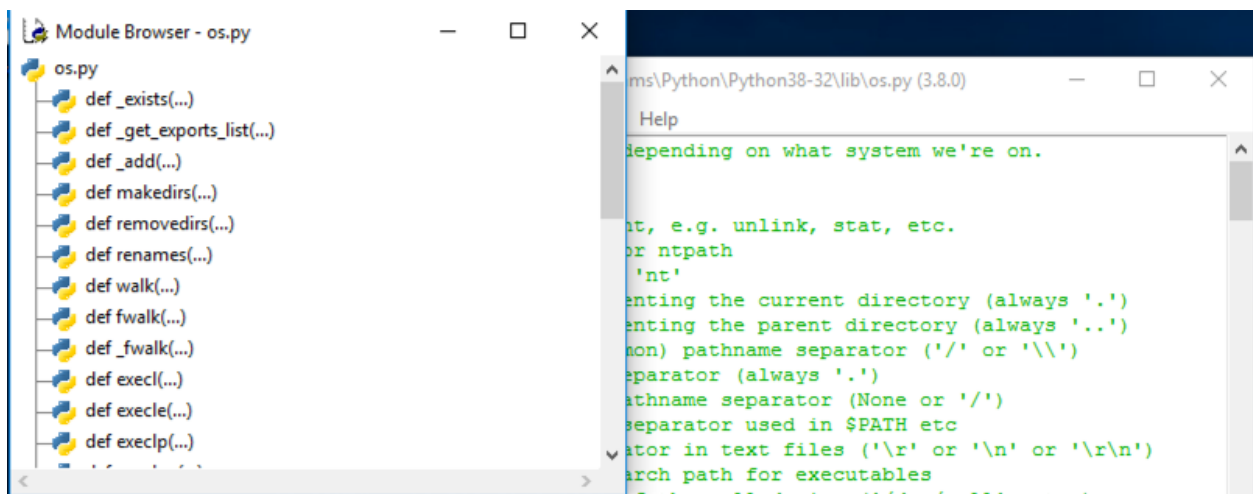 Module Browser - os.py
os.py
def _exists(...)
def _get_exports_list(...)
def _add(...)
def makedirs(...)
def removedirs(...)
def renames(...)
def walk(...)
def fwalk(...)
def _fwalk(...)
def execl(...)
def execle(...)
def execlp(...)
ms\Python\Python38-32\lib\os.py (3.8.0)
Help
depending on what system we're on.
nt, e.g. unlink, stat, etc.
or ntpath
'nt'
enting the current directory (always '.')
enting the parent directory (always '..')
mon) pathname separator ('/' or '\\')
eparator (always '.')
athname separator (None or '/')
separator used in $PATH etc
ator in text files ('\r' or '\n' or '\r\n')
arch path for executables